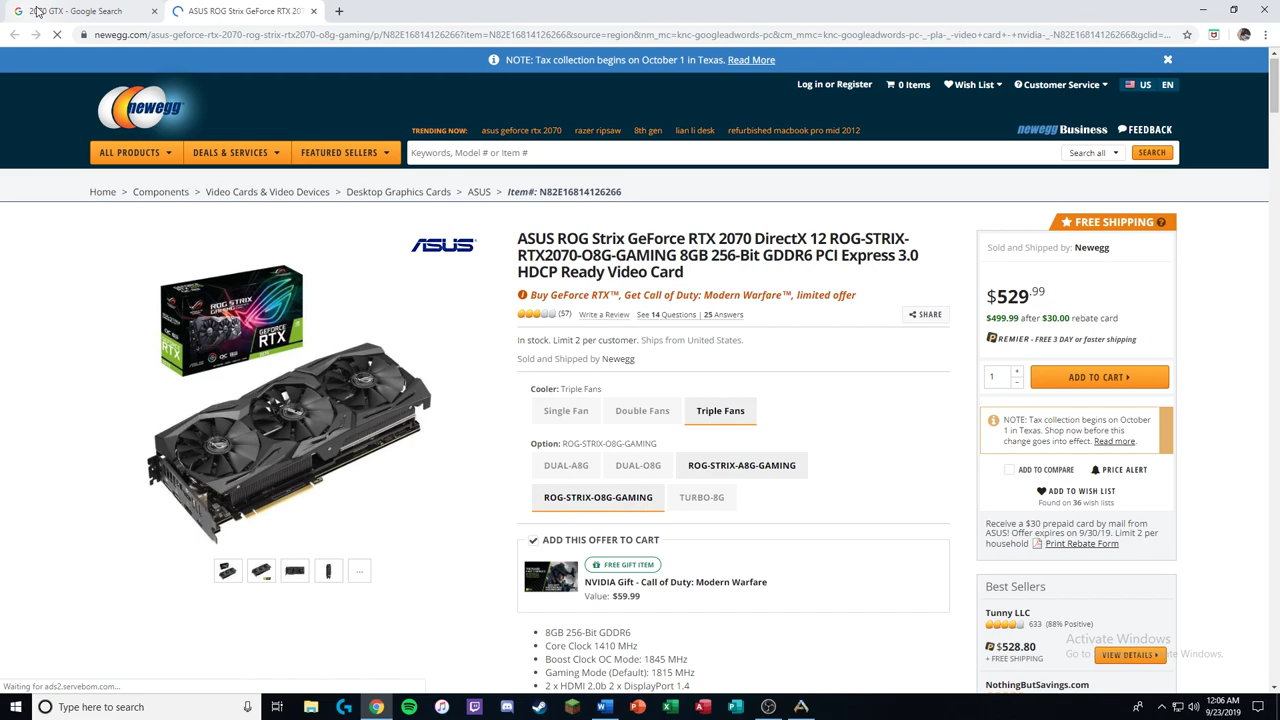 GTX - Google Search
ASUS ROG Strix GeForce RTX 207
newegg.com/asus-geforce-rtx-2070-rog-strix-rtx2070-o8g-gaming/p/N82E16814126266?item=N82E16814126266&source=region&nm_mc=knc-googleadwords-pc&cm_mmc=knc-googleadwords-pc-_-pla-_-video+card+-+nvidia-_-N82E16814126266&gclid=...
NOTE: Tax collection begins on October 1 in Texas. Read More
Log in or Register
0 Items
Wish List
Customer Service
US EN
newegg
TRENDING NOW: asus geforce rtx 2070 razer ripsaw 8th gen lian li desk refurbished macbook pro mid 2012
newegg Business
FEEDBACK
ALL PRODUCTS
DEALS & SERVICES
FEATURED SELLERS
Keywords, Model # or Item #
Search all
SEARCH
Home > Components > Video Cards & Video Devices > Desktop Graphics Cards > ASUS > Item#: N82E16814126266
ASUS
ASUS ROG Strix GeForce RTX 2070 DirectX 12 ROG-STRIX-
RTX2070-O8G-GAMING 8GB 256-Bit GDDR6 PCI Express 3.0
HDCP Ready Video Card
Buy GeForce RTX™, Get Call of Duty: Modern Warfare™, limited offer
(57) Write a Review See 14 Questions | 25 Answers
SHARE
In stock. Limit 2 per customer. Ships from United States.
Sold and Shipped by Newegg
Cooler: Triple Fans
Single Fan
Double Fans
Triple Fans
Option: ROG-STRIX-O8G-GAMING
DUAL-A8G
DUAL-O8G
ROG-STRIX-A8G-GAMING
ROG-STRIX-O8G-GAMING
TURBO-8G
ADD THIS OFFER TO CART
FREE GIFT ITEM
NVIDIA Gift - Call of Duty: Modern Warfare
Value: $59.99
8GB 256-Bit GDDR6
Core Clock 1410 MHz
Boost Clock OC Mode: 1845 MHz
Gaming Mode (Default): 1815 MHz
2 x HDMI 2.0b 2 x DisplayPort 1.4
FREE SHIPPING
Sold and Shipped by: Newegg
$529.99
$499.99 after $30.00 rebate card
PREMIER - FREE 3 DAY or faster shipping
1
ADD TO CART
NOTE: Tax collection begins on October
1 in Texas. Shop now before this
change goes into effect. Read more.
ADD TO COMPARE
PRICE ALERT
ADD TO WISH LIST
Found on 36 wish lists
Receive a $30 prepaid card by mail from
ASUS! Offer expires on 9/30/19. Limit 2 per
household Print Rebate Form
Best Sellers
Tunny LLC
633 (88% Positive)
$528.80
+ FREE SHIPPING
VIEW DETAILS
NothingButSavings.com
Activate Windows
Waiting for ads2.servebom.com...
Type here to search
12:06 AM
9/23/2019
ROG STRIX
GEFORCE
RTX
RTX
...